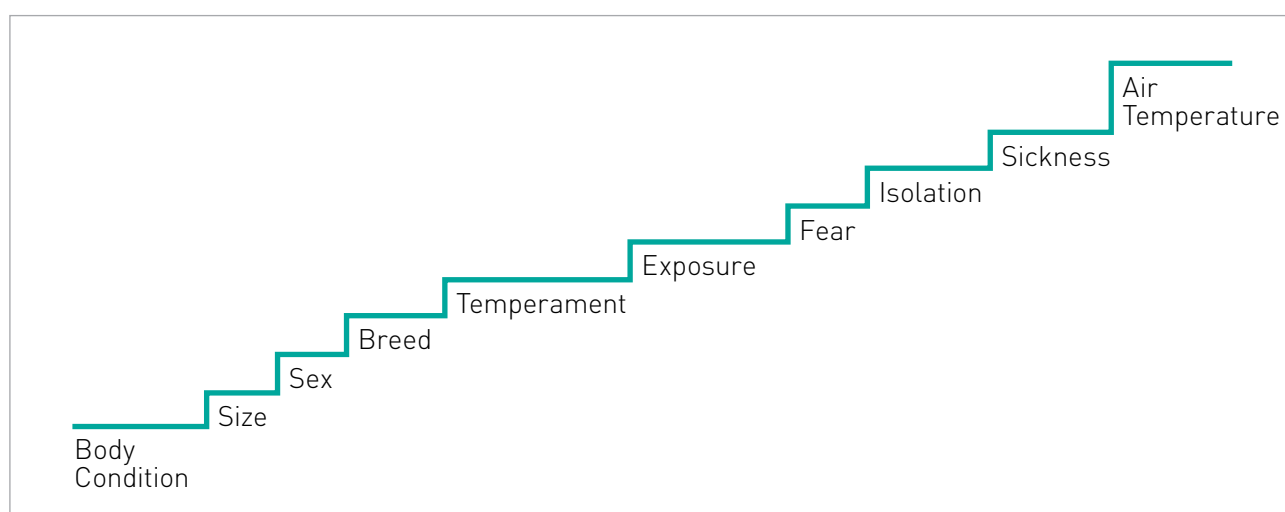 Air
Temperature
Sickness
Isolation
Fear
Exposure
Temperament
Breed
Sex
Size
Body
Condition